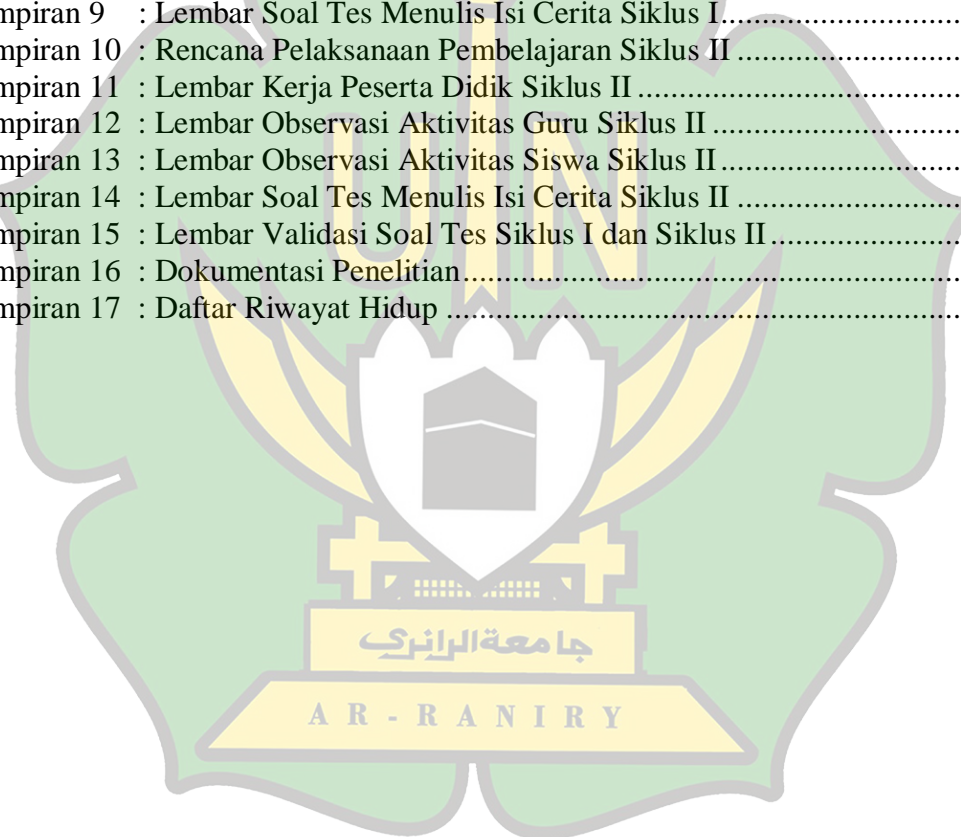 mpiran 9 : Lembar Soal Tes Menulis Isi Cerita Siklus I................................
mpiran 10 : Rencana Pelaksanaan Pembelajaran Siklus II ..............................
mpiran 11 : Lembar Kerja Peserta Didik Siklus II ...........................................
mpiran 12 : Lembar Observasi Aktivitas Guru Siklus II .................................
mpiran 13 : Lembar Observasi Aktivitas Siswa Siklus II ................................
mpiran 14 : Lembar Soal Tes Menulis Isi Cerita Siklus II ..............................
mpiran 15 : Lembar Validasi Soal Tes Siklus I dan Siklus II .........................
mpiran 16 : Dokumentasi Penelitian..................................................................
mpiran 17 : Daftar Riwayat Hidup ....................................................................
UIN
جامعة الرانري
AR - RANIRY